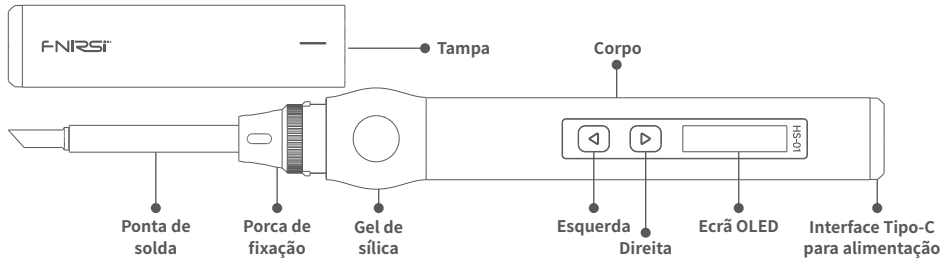 FNIRSI
Tampa
Corpo
HS-01
Ponta de
solda
Porca de
fixação
Gel de
sílica
Esquerda
Direita
Ecrã OLED
Interface Tipo-C
para alimentação